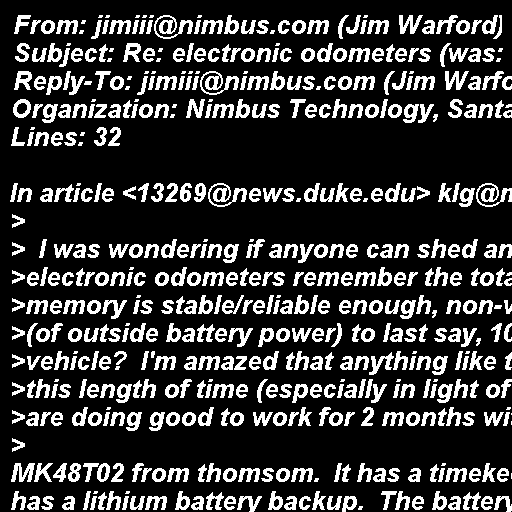 From: jimiii@nimbus.com (Jim Warford)
Subject: Re: electronic odometers (was:
Reply-To: jimiii@nimbus.com (Jim Warfo
Organization: Nimbus Technology, Santa
Lines: 32

In article <13269@news.duke.edu> klg@n
>
>  I was wondering if anyone can shed an
>electronic odometers remember the tota
>memory is stable/reliable enough, non-v
>(of outside battery power) to last say, 10
>vehicle?  I'm amazed that anything like t
>this length of time (especially in light of
>are doing good to work for 2 months wi
>
MK48T02 from thomsom.  It has a timeke
has a lithium battery backup.  The battery